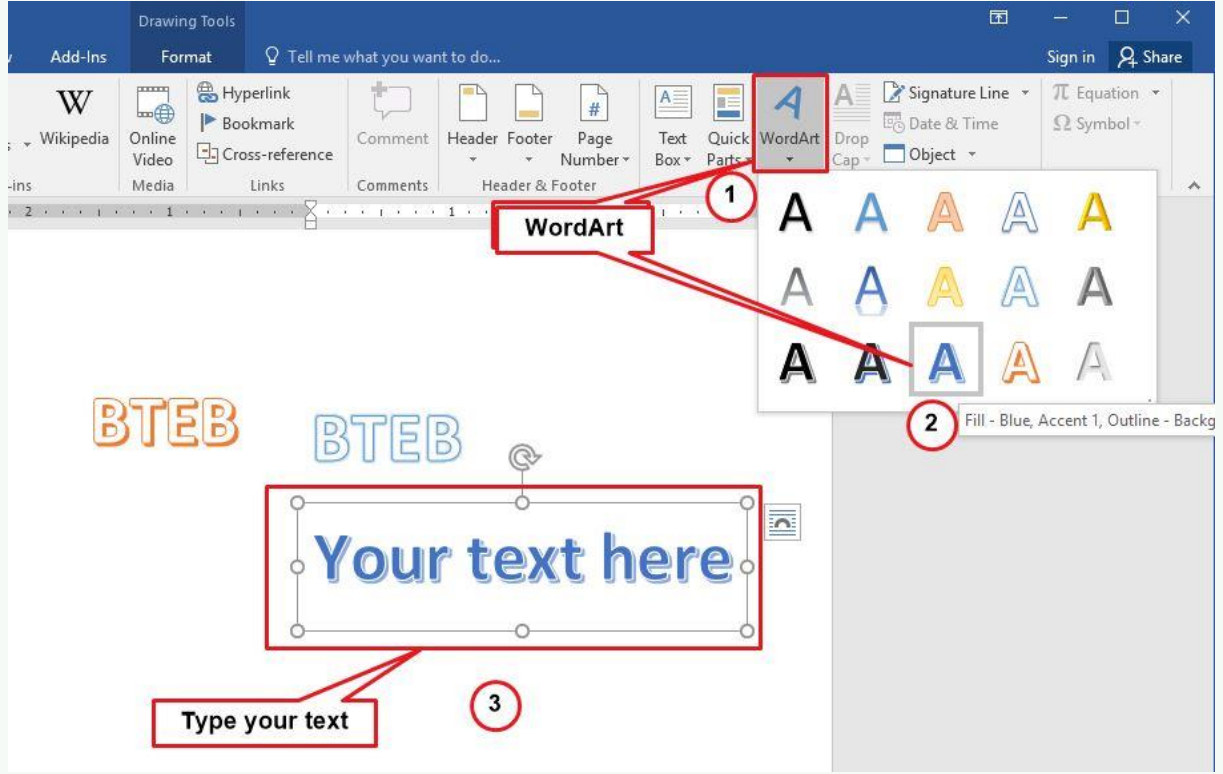 Drawing Tools
Add-Ins Format Tell me what you want to do... Sign in Share
W Wikipedia
Online Video
Hyperlink
Bookmark
Cross-reference
Comment
Header
Footer
# Page Number
A Text Box
Quick Parts
A WordArt
A Drop Cap
Signature Line
Date & Time
Object
π Equation
Ω Symbol
-ins Media Links Comments Header & Footer
2 1 1
1
WordArt
A A A A A
A A A A A
A A A A A
2
Fill - Blue, Accent 1, Outline - Backg
BTEB
BTEB
Your text here
Type your text
3